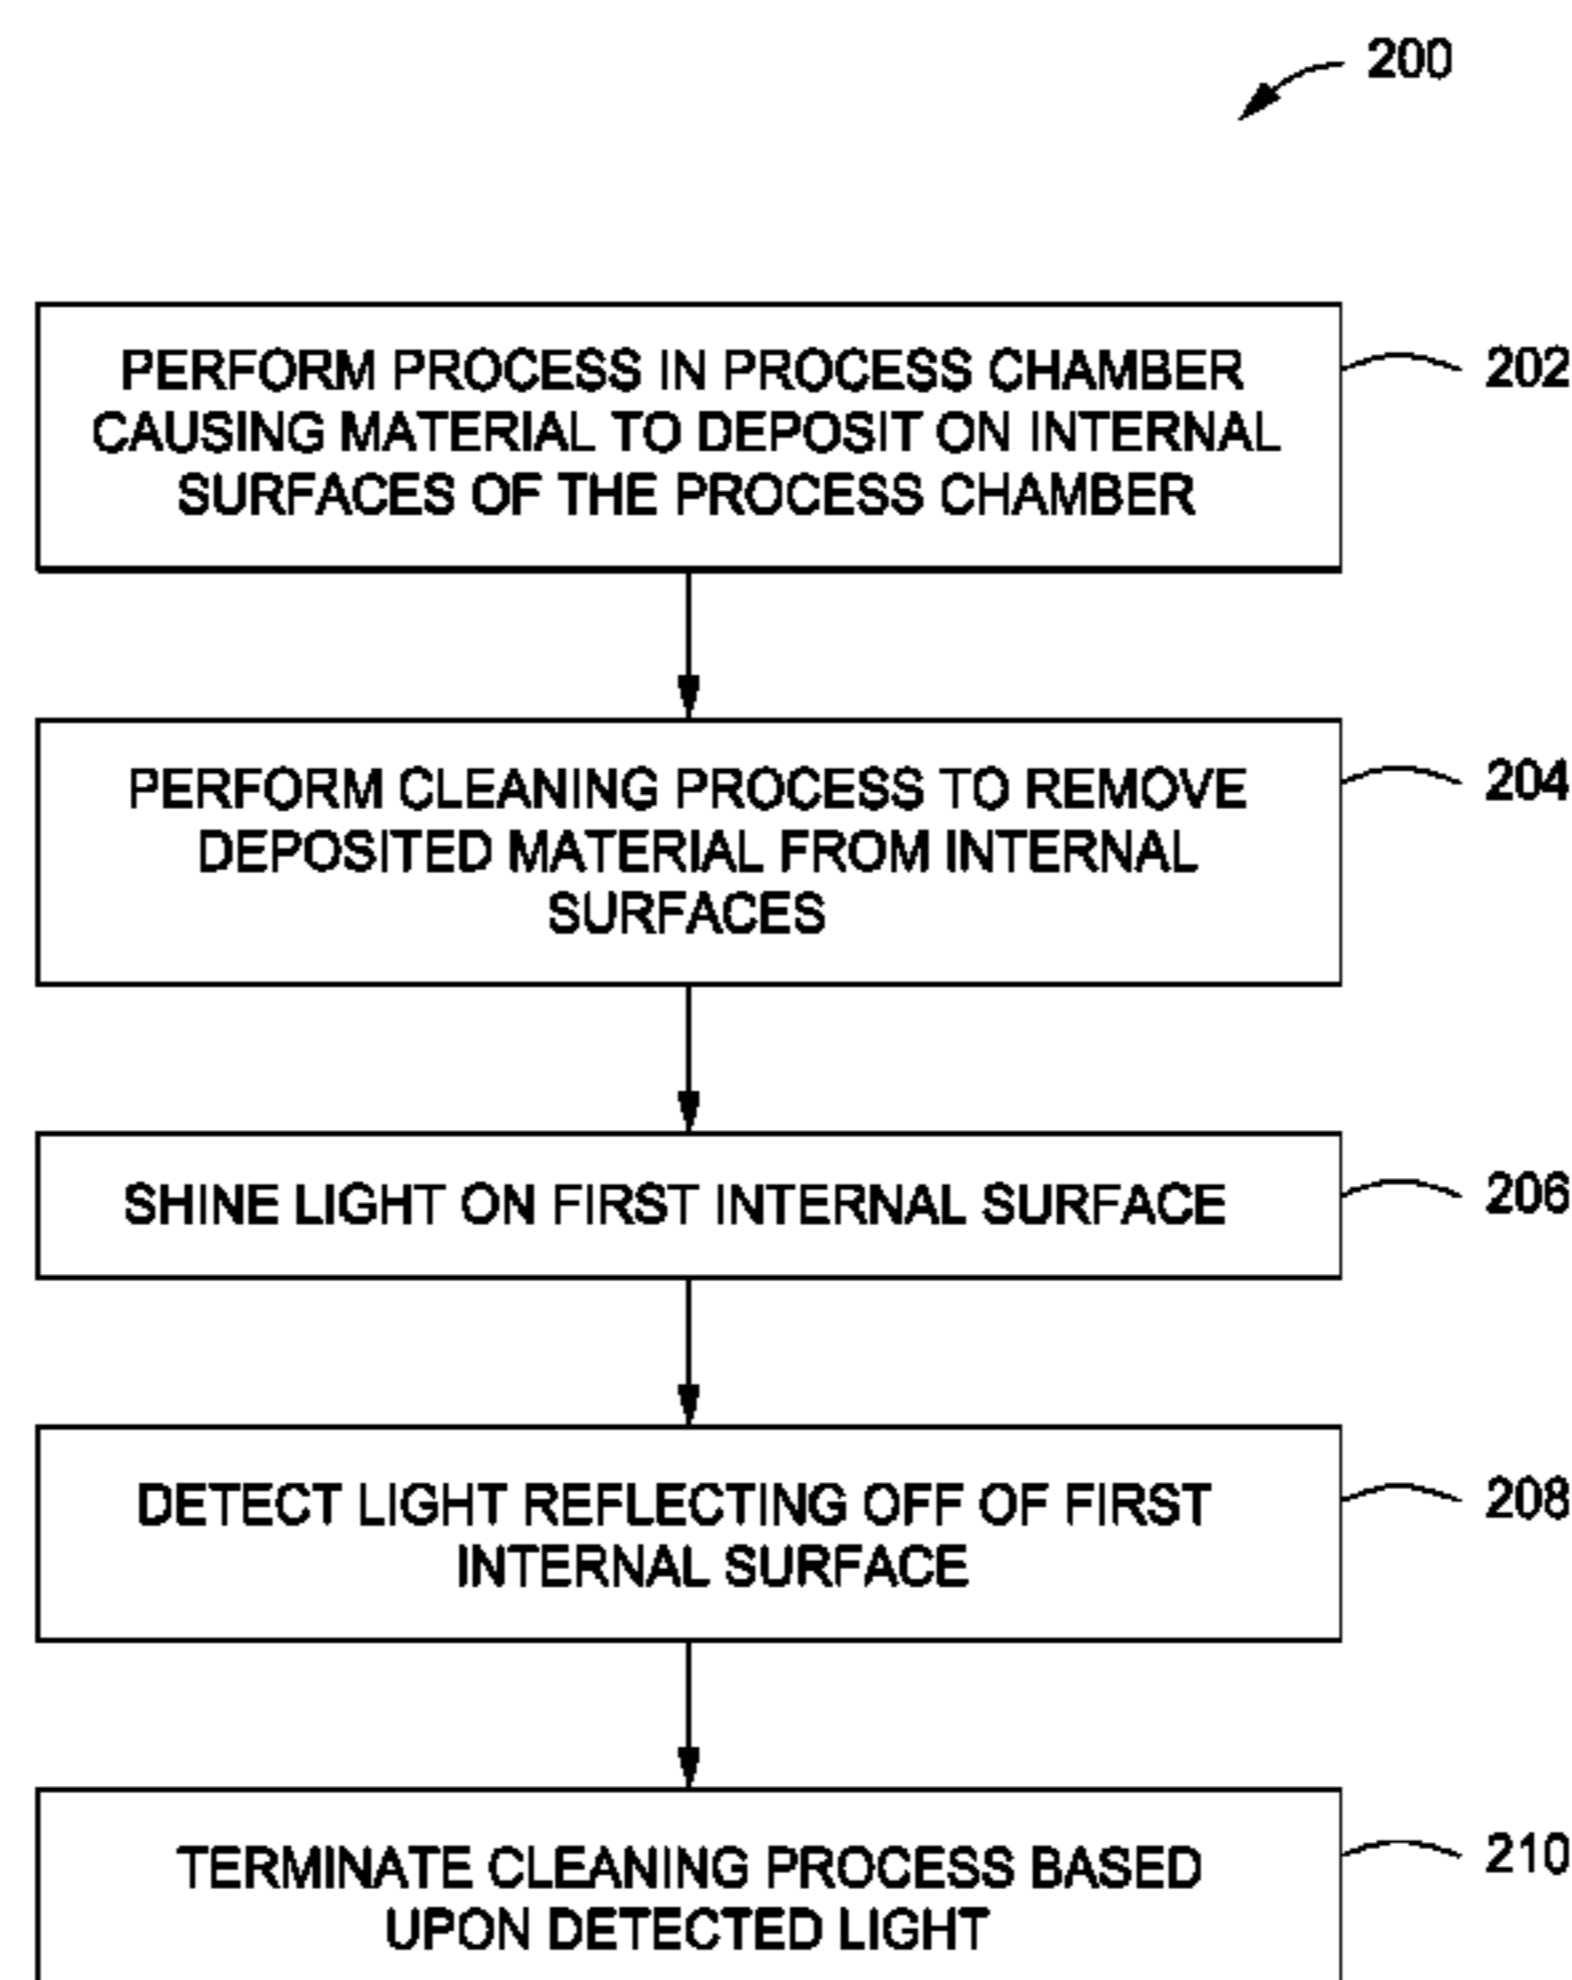 200
PERFORM PROCESS IN PROCESS CHAMBER
CAUSING MATERIAL TO DEPOSIT ON INTERNAL
SURFACES OF THE PROCESS CHAMBER
202
PERFORM CLEANING PROCESS TO REMOVE
DEPOSITED MATERIAL FROM INTERNAL
SURFACES
204
SHINE LIGHT ON FIRST INTERNAL SURFACE
206
DETECT LIGHT REFLECTING OFF OF FIRST
INTERNAL SURFACE
208
TERMINATE CLEANING PROCESS BASED
UPON DETECTED LIGHT
210